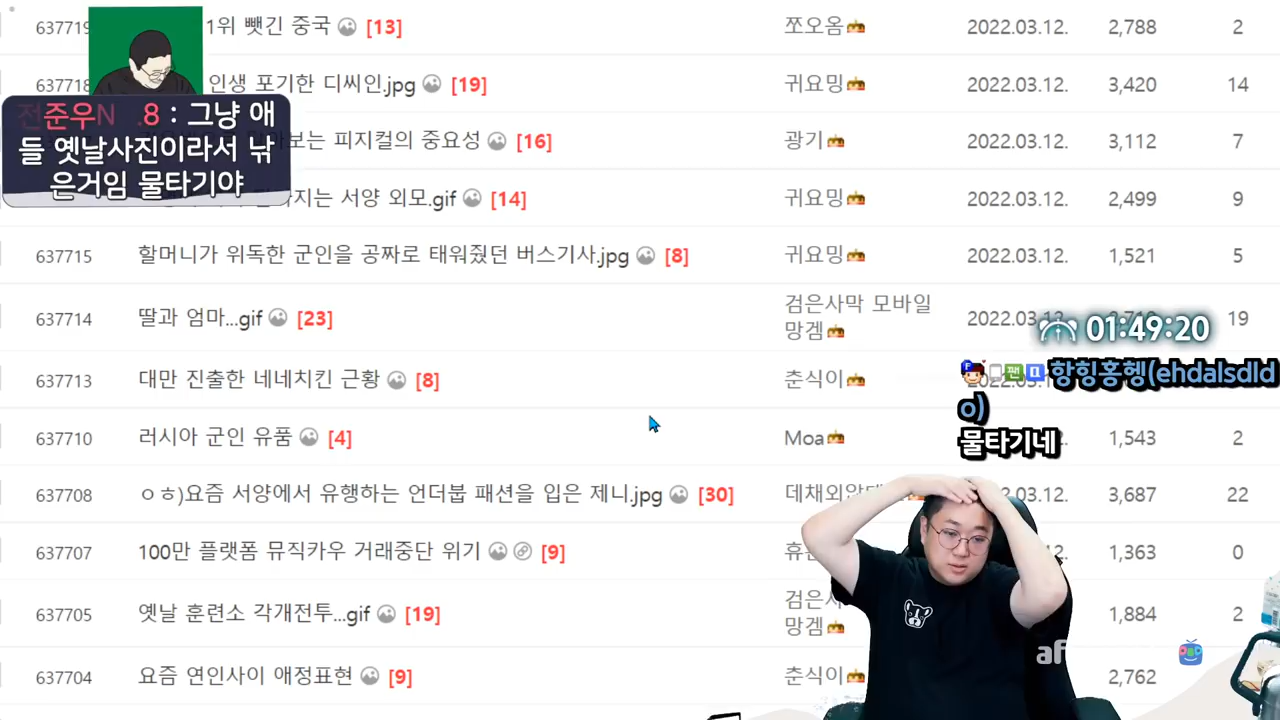 637719 1위 뺏긴 중국 [13] 쪼오옴 2022.03.12. 2,788 2
637718 인생 포기한 디씨인.jpg [19] 귀요밍 2022.03.12. 3,420 14
전준우N .8 : 그냥 애
들 옛날사진이라서 낚
은거임 물타기야
보는 피지컬의 중요성 [16] 광기 2022.03.12. 3,112 7
지는 서양 외모.gif [14] 귀요밍 2022.03.12. 2,499 9
637715 할머니가 위독한 군인을 공짜로 태워줬던 버스기사.jpg [8] 귀요밍 2022.03.12. 1,521 5
637714 딸과 엄마...gif [23] 검은사막 모바일 망겜 2022.03.12. 19
01:49:20
637713 대만 진출한 네네치킨 근황 [8] 춘식이
항힝홍헹(ehdalsdld
o)
물타기네
637710 러시아 군인 유품 [4] Moa 1,543 2
637708 ㅇㅎ)요즘 서양에서 유행하는 언더붑 패션을 입은 제니.jpg [30] 2022.03.12. 3,687 22
637707 100만 플랫폼 뮤직카우 거래중단 위기 [9] 1,363 0
637705 옛날 훈련소 각개전투...gif [19] 망겜 1,884 2
637704 요즘 연인사이 애정표현 [9] 춘식이 2,762
af